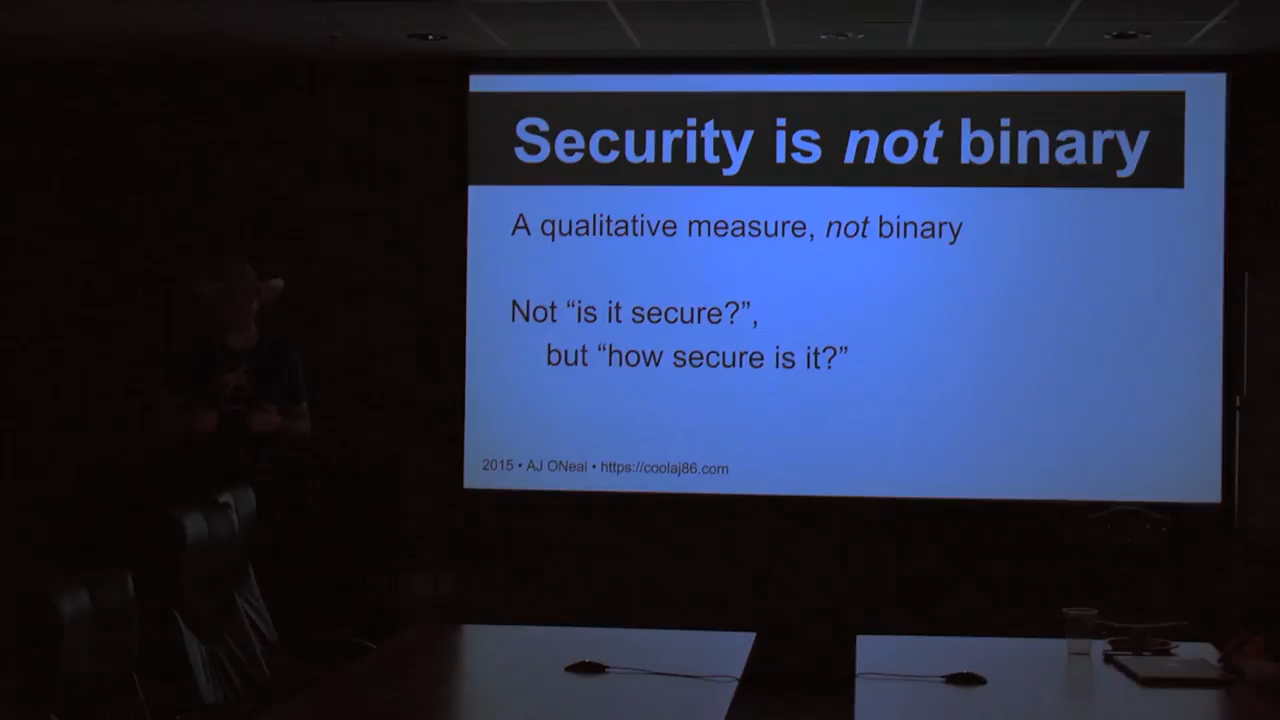 Security is not binary
A qualitative measure, not binary
Not “is it secure?”,
but “how secure is it?”
2015 • AJ ONeal • https://coolaj86.com